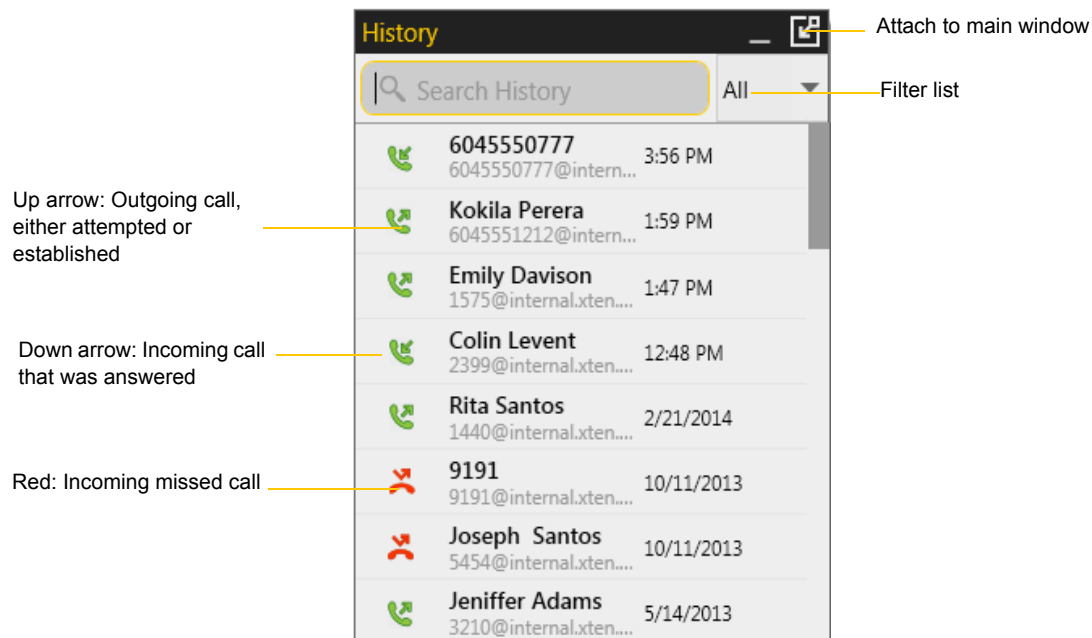 History
Attach to main window
Search History
All
Filter list
6045550777
6045550777@intern...
3:56 PM
Up arrow: Outgoing call,
either attempted or
established
Kokila Perera
6045551212@intern...
1:59 PM
Emily Davison
1575@internal.xten....
1:47 PM
Down arrow: Incoming call
that was answered
Colin Levent
2399@internal.xten....
12:48 PM
Rita Santos
1440@internal.xten....
2/21/2014
Red: Incoming missed call
9191
9191@internal.xten....
10/11/2013
Joseph  Santos
5454@internal.xten....
10/11/2013
Jeniffer Adams
3210@internal.xten....
5/14/2013